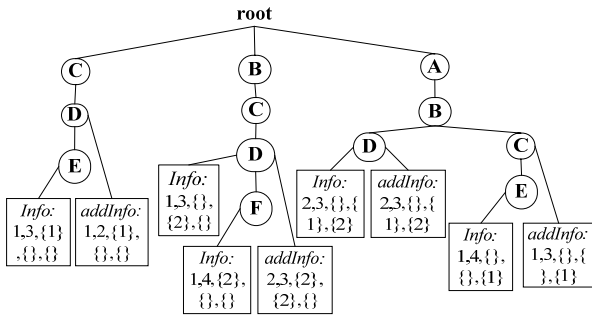 root
C
B
A
D
C
B
E
D
D
C
F
E
Info:
1,3,{1}
,{},{}
addInfo:
1,2,{1},
{},{}
Info:
1,3,{},
{2},{}
Info:
1,4,{2},
{},{}
addInfo:
2,3,{2},
{2},{}
Info:
2,3,{},{
1},{2}
addInfo:
2,3,{},{
1},{2}
Info:
1,4,{},
{},{1}
addInfo:
1,3,{},{
},{1}